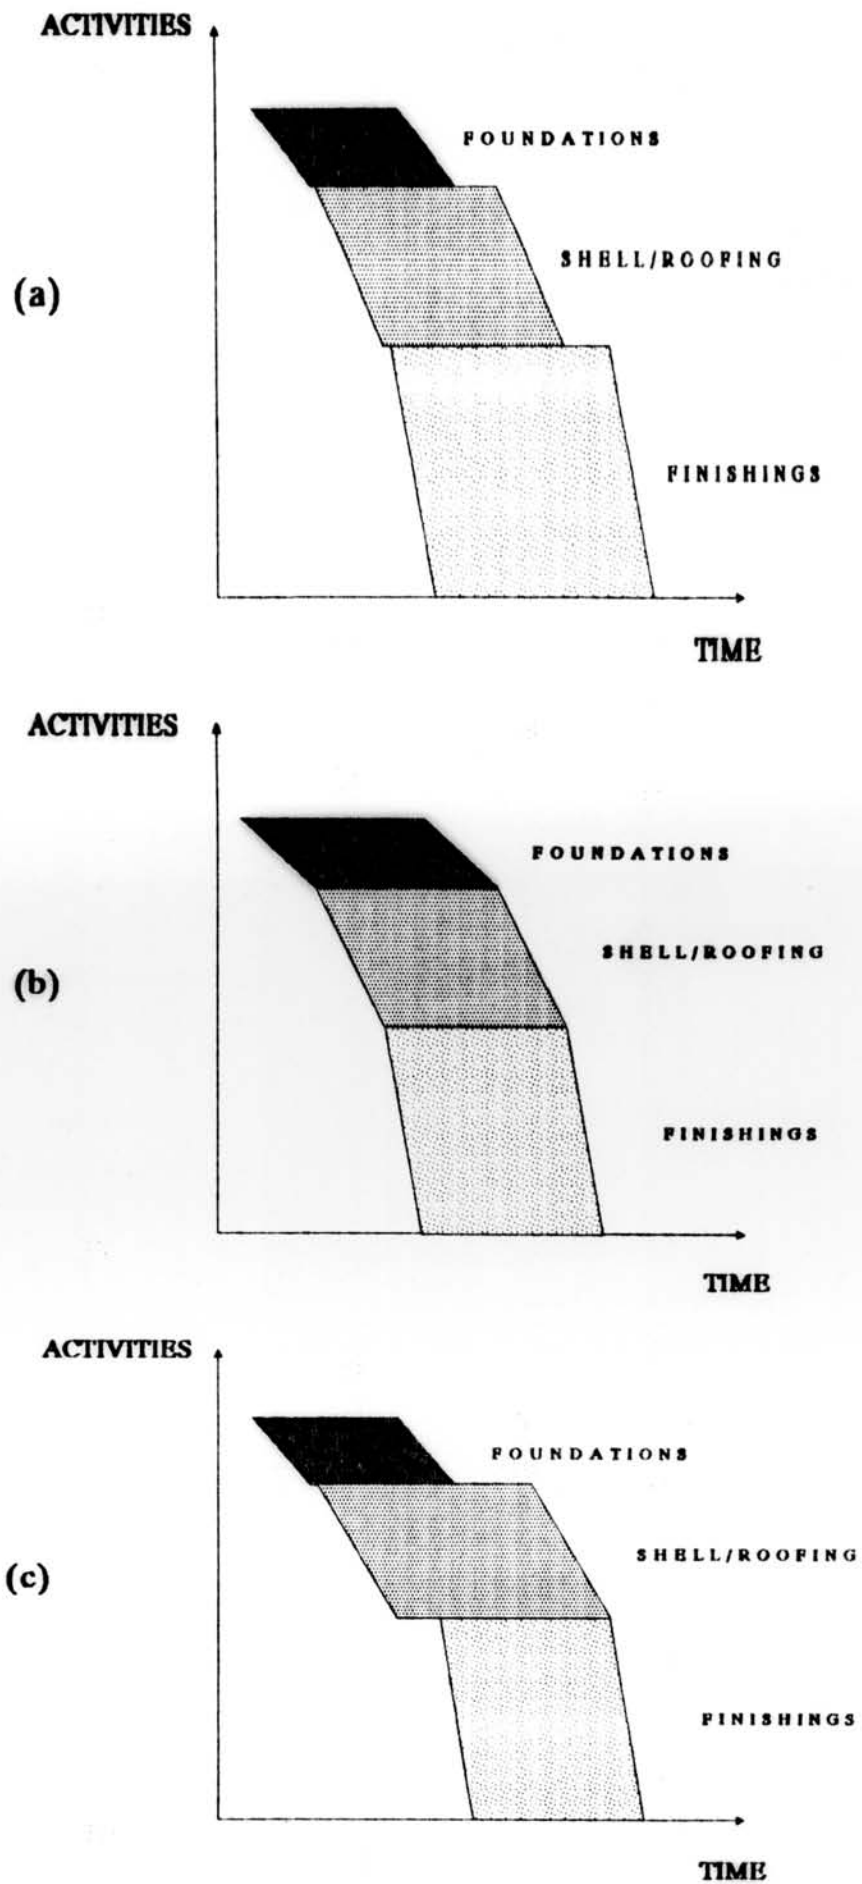 ACTIVITIES
FOUNDATIONS
SHELL/ROOFING
(a)
FINISHINGS
TIME
ACTIVITIES
FOUNDATIONS
SHELL/ROOFING
(b)
FINISHINGS
TIME
ACTIVITIES
FOUNDATIONS
SHELL/ROOFING
(c)
FINISHINGS
TIME